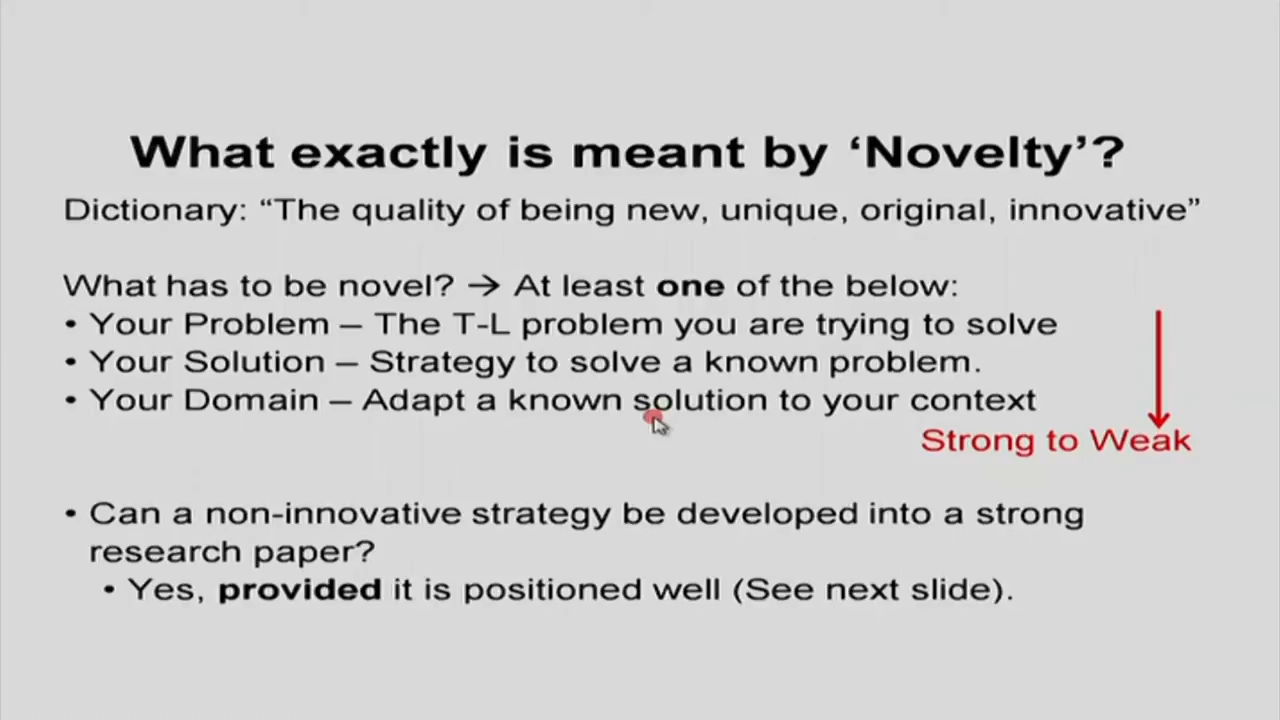 What exactly is meant by ‘Novelty’?
Dictionary: “The quality of being new, unique, original, innovative”
What has to be novel? → At least one of the below:
• Your Problem – The T-L problem you are trying to solve
• Your Solution – Strategy to solve a known problem.
• Your Domain – Adapt a known solution to your context
Strong to Weak
• Can a non-innovative strategy be developed into a strong
research paper?
• Yes, provided it is positioned well (See next slide).